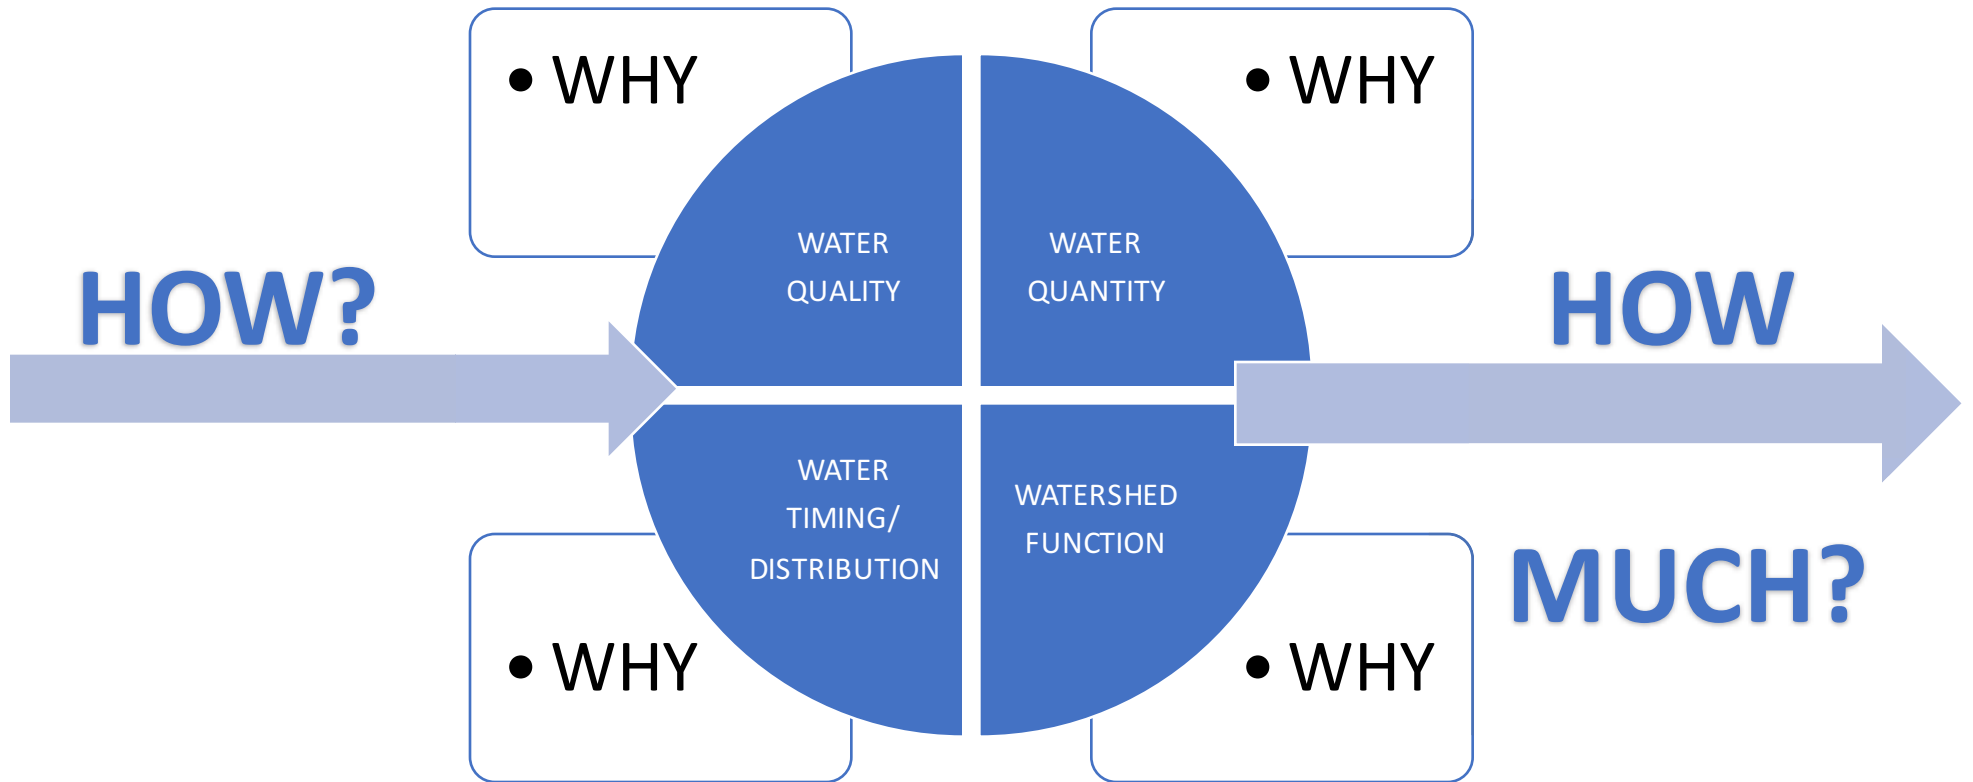 • WHY
• WHY
WATER
QUALITY
WATER
QUANTITY
HOW?
HOW
WATER
TIMING/
DISTRIBUTION
WATERSHED
FUNCTION
MUCH?
• WHY
• WHY